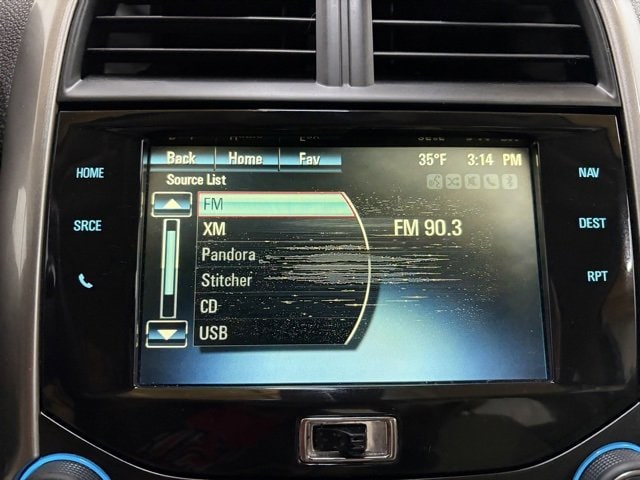 Back Home Fav 35°F 3:14 PM
Source List
FM
XM
Pandora
Stitcher
CD
USB
FM 90.3
HOME
SRCE
NAV
DEST
RPT